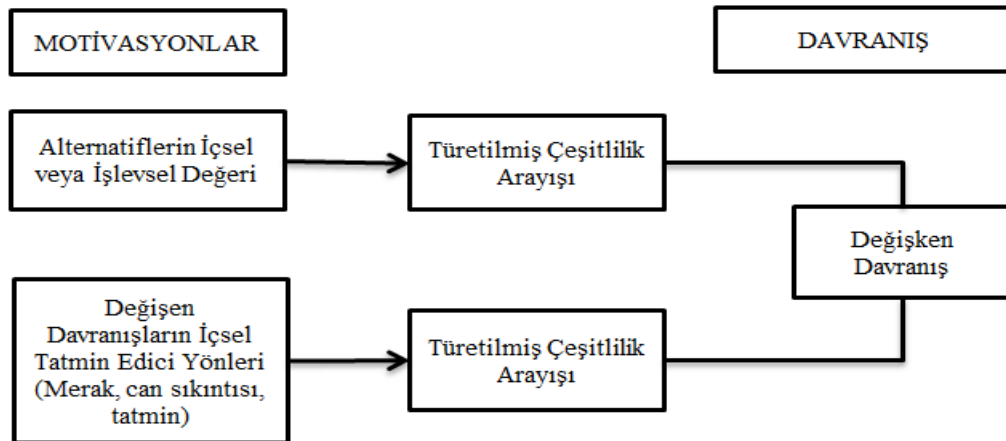 MOTİVASYONLAR
DAVRANIŞ
Alternatiflerin İçsel
veya İşlevsel Değeri
Türetilmiş Çeşitlilik
Arayışı
Değişken
Davranış
Değişen
Davranışların İçsel
Tatmin Edici Yönleri
(Merak, can sıkıntısı,
tatmin)
Türetilmiş Çeşitlilik
Arayışı